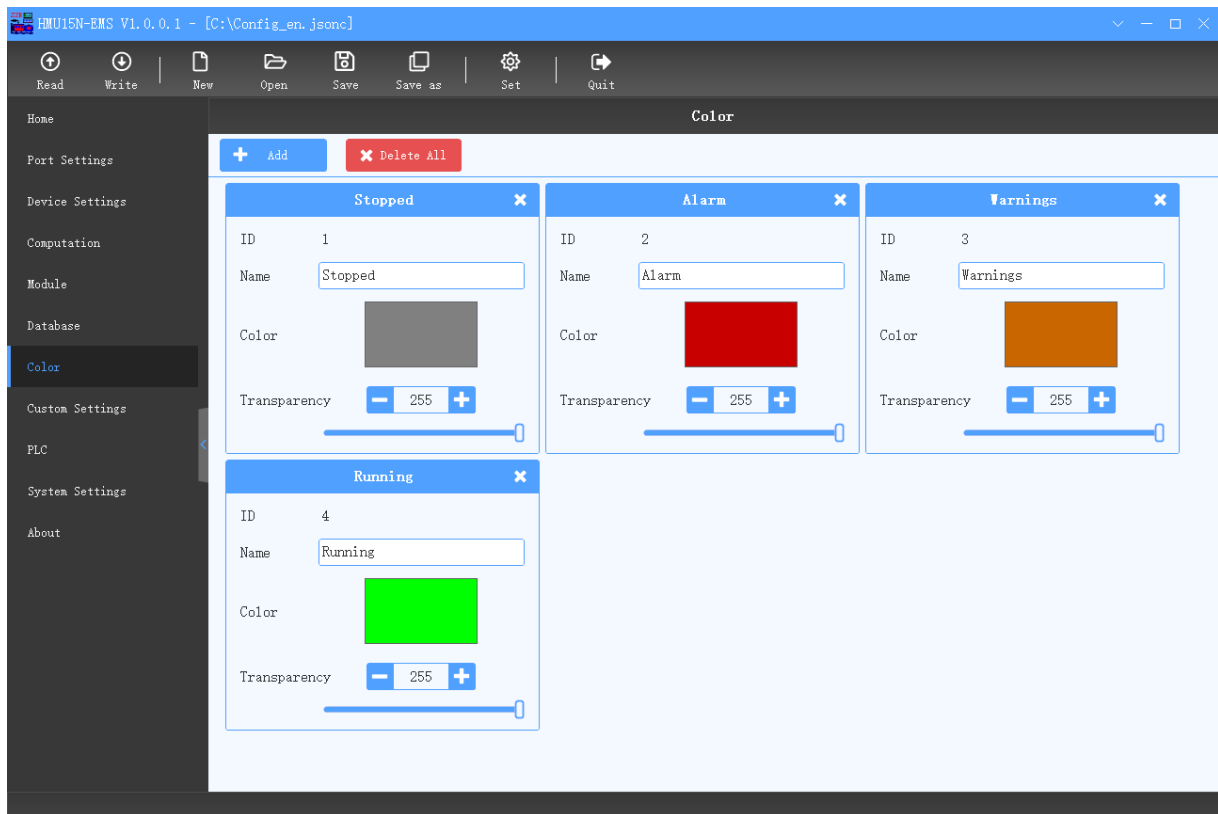 HMU15N-EMS V1.0.0.1 - [C:\Config_en.jsonc]
Read Write New Open Save Save as Set Quit
Home
Port Settings
Device Settings
Computation
Module
Database
Color
Custom Settings
PLC
System Settings
About
Color
Add Delete All
Stopped
ID 1
Name Stopped
Color
Transparency 255
Alarm
ID 2
Name Alarm
Color
Transparency 255
Warnings
ID 3
Name Warnings
Color
Transparency 255
Running
ID 4
Name Running
Color
Transparency 255